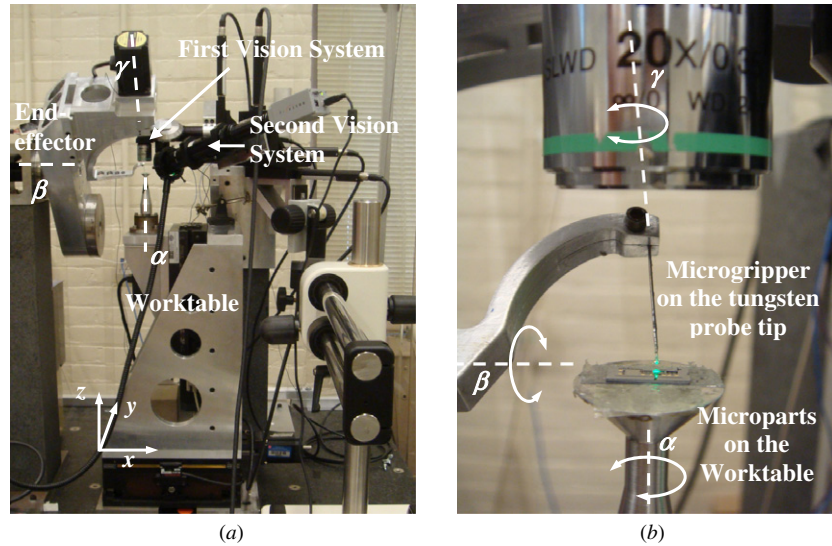 First Vision System
γ
End-
effector
Second Vision
System
β
α
Worktable
z
y
x
(a)
SLWD 20X/0.3
γ
WD
Microgripper
on the tungsten
probe tip
β
Microparts
on the
Worktable
α
(b)